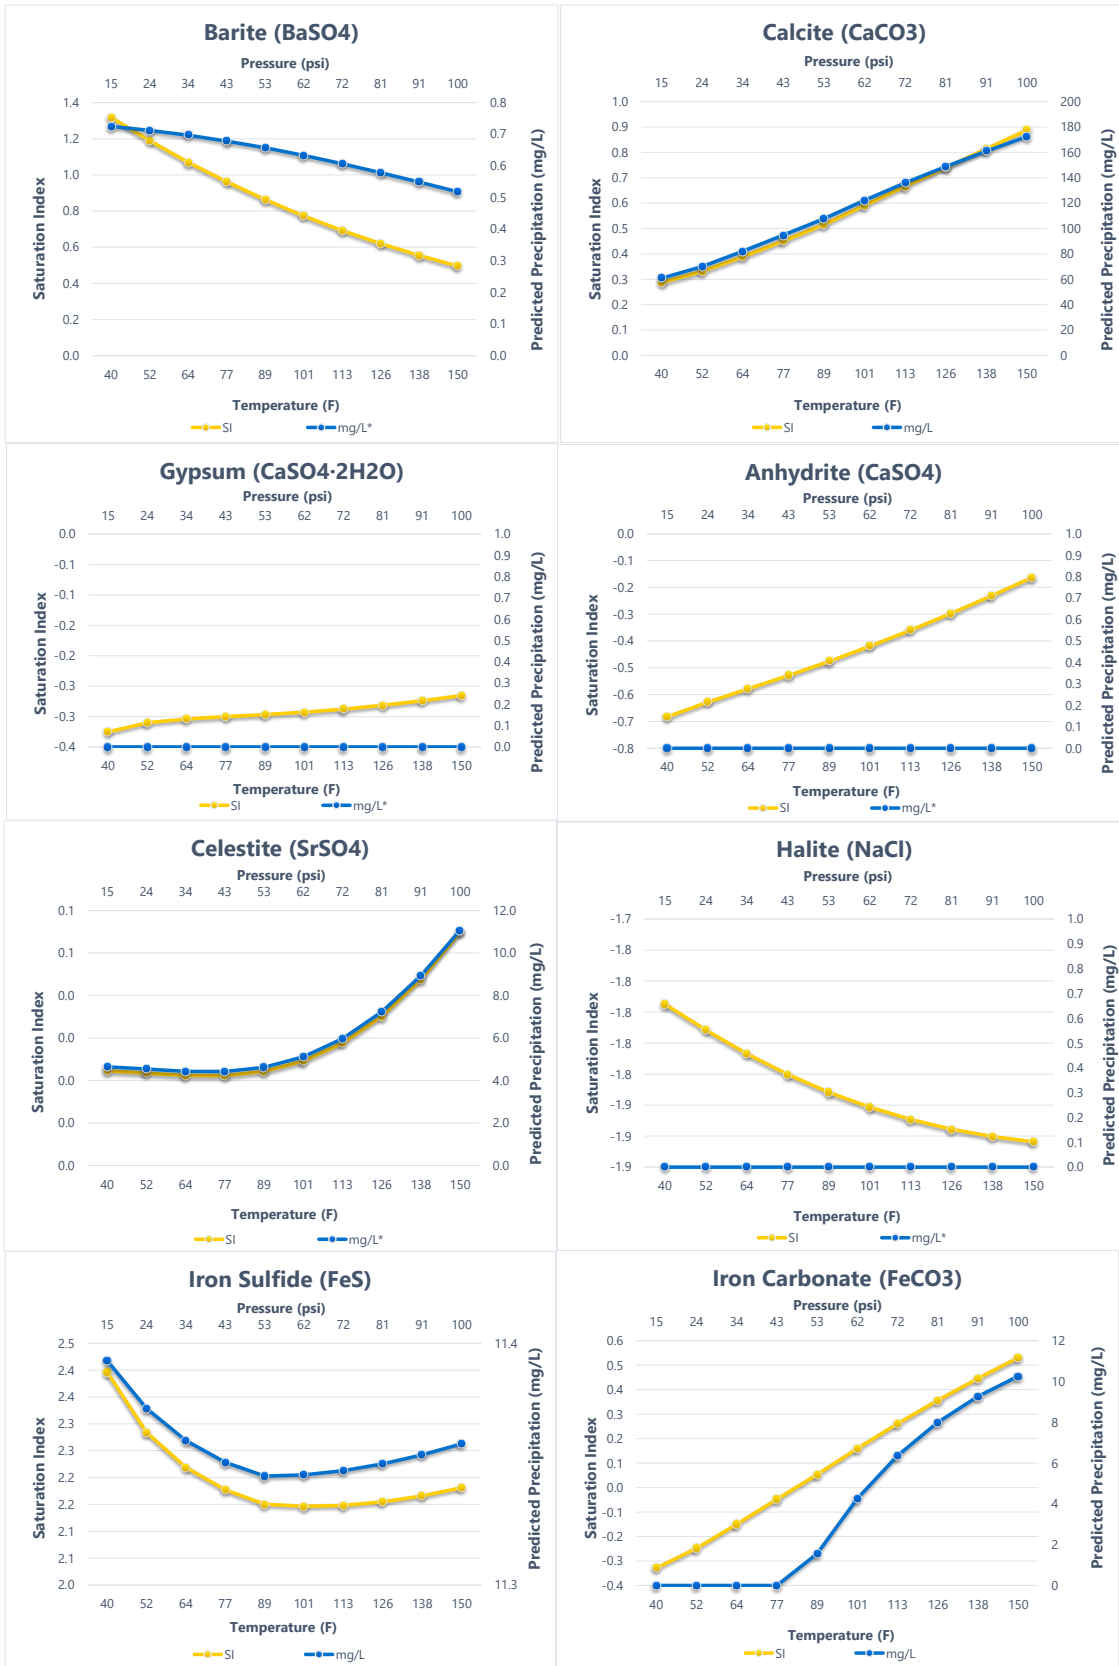 Barite (BaSO4)
Pressure (psi)
15 24 34 43 53 62 72 81 91 100
1.4 0.8
1.2 0.7
1.0 0.6
0.8 0.5
0.6 0.4
0.4 0.3
0.2 0.2
0.0 0.1
0.0
Saturation Index
Predicted Precipitation (mg/L)
40 52 64 77 89 101 113 126 138 150
Temperature (F)
SI mg/L*
Calcite (CaCO3)
Pressure (psi)
15 24 34 43 53 62 72 81 91 100
1.0 200
0.9 180
0.8 160
0.7 140
0.6 120
0.5 100
0.4 80
0.3 60
0.2 40
0.1 20
0.0 0
Saturation Index
Predicted Precipitation (mg/L)
40 52 64 77 89 101 113 126 138 150
Temperature (F)
SI mg/L
Gypsum (CaSO4·2H2O)
Pressure (psi)
15 24 34 43 53 62 72 81 91 100
0.0 1.0
-0.1 0.9
-0.1 0.8
-0.2 0.7
-0.2 0.6
-0.3 0.5
-0.3 0.4
-0.4 0.3
0.2
0.1
0.0
Saturation Index
Predicted Precipitation (mg/L)
40 52 64 77 89 101 113 126 138 150
Temperature (F)
SI mg/L*
Anhydrite (CaSO4)
Pressure (psi)
15 24 34 43 53 62 72 81 91 100
0.0 1.0
-0.1 0.9
-0.2 0.8
-0.3 0.7
-0.4 0.6
-0.5 0.5
-0.6 0.4
-0.7 0.3
-0.8 0.2
0.1
0.0
Saturation Index
Predicted Precipitation (mg/L)
40 52 64 77 89 101 113 126 138 150
Temperature (F)
SI mg/L*
Celestite (SrSO4)
Pressure (psi)
15 24 34 43 53 62 72 81 91 100
0.1 12.0
0.1 10.0
0.0 8.0
0.0 6.0
0.0 4.0
0.0 2.0
0.0 0.0
Saturation Index
Predicted Precipitation (mg/L)
40 52 64 77 89 101 113 126 138 150
Temperature (F)
SI mg/L*
Halite (NaCl)
Pressure (psi)
15 24 34 43 53 62 72 81 91 100
-1.7 1.0
-1.8 0.9
-1.8 0.8
-1.8 0.7
-1.8 0.6
-1.8 0.5
-1.9 0.4
-1.9 0.3
-1.9 0.2
0.1
0.0
Saturation Index
Predicted Precipitation (mg/L)
40 52 64 77 89 101 113 126 138 150
Temperature (F)
SI mg/L*
Iron Sulfide (FeS)
Pressure (psi)
15 24 34 43 53 62 72 81 91 100
2.5 11.4
2.4
2.4
2.3
2.3
2.2
2.2
2.1
2.1
2.0 11.3
Saturation Index
Predicted Precipitation (mg/L)
40 52 64 77 89 101 113 126 138 150
Temperature (F)
SI mg/L
Iron Carbonate (FeCO3)
Pressure (psi)
15 24 34 43 53 62 72 81 91 100
0.6 12
0.5 10
0.4 8
0.3 6
0.2 4
0.1 2
0.0 0
-0.1
-0.2
-0.3
-0.4
Saturation Index
Predicted Precipitation (mg/L)
40 52 64 77 89 101 113 126 138 150
Temperature (F)
SI mg/L